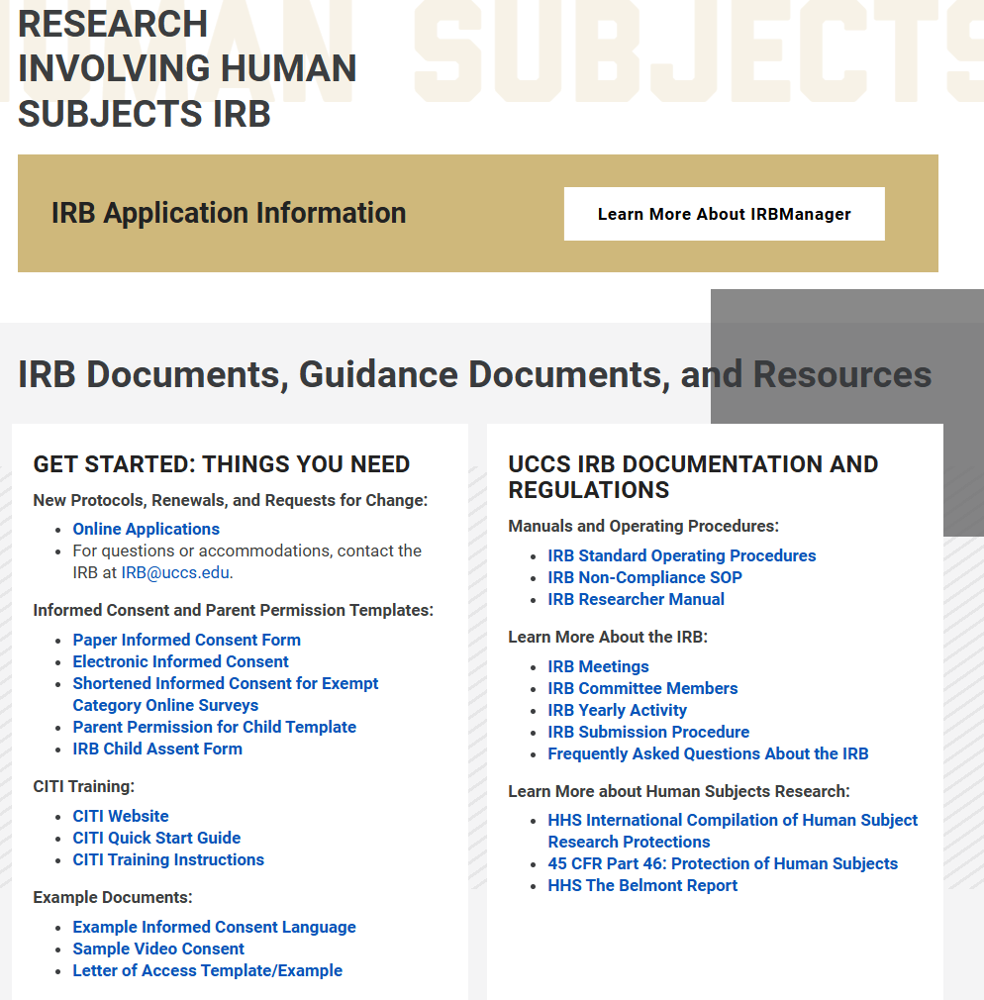 HUMAN SUBJECTS
RESEARCH
INVOLVING HUMAN
SUBJECTS IRB
IRB Application Information
Learn More About IRBManager
IRB Documents, Guidance Documents, and Resources
GET STARTED: THINGS YOU NEED
New Protocols, Renewals, and Requests for Change:
Online Applications
For questions or accommodations, contact the
IRB at IRB@uccs.edu.
Informed Consent and Parent Permission Templates:
Paper Informed Consent Form
Electronic Informed Consent
Shortened Informed Consent for Exempt
Category Online Surveys
Parent Permission for Child Template
IRB Child Assent Form
CITI Training:
CITI Website
CITI Quick Start Guide
CITI Training Instructions
Example Documents:
Example Informed Consent Language
Sample Video Consent
Letter of Access Template/Example
UCCS IRB DOCUMENTATION AND
REGULATIONS
Manuals and Operating Procedures:
IRB Standard Operating Procedures
IRB Non-Compliance SOP
IRB Researcher Manual
Learn More About the IRB:
IRB Meetings
IRB Committee Members
IRB Yearly Activity
IRB Submission Procedure
Frequently Asked Questions About the IRB
Learn More about Human Subjects Research:
HHS International Compilation of Human Subject
Research Protections
45 CFR Part 46: Protection of Human Subjects
HHS The Belmont Report